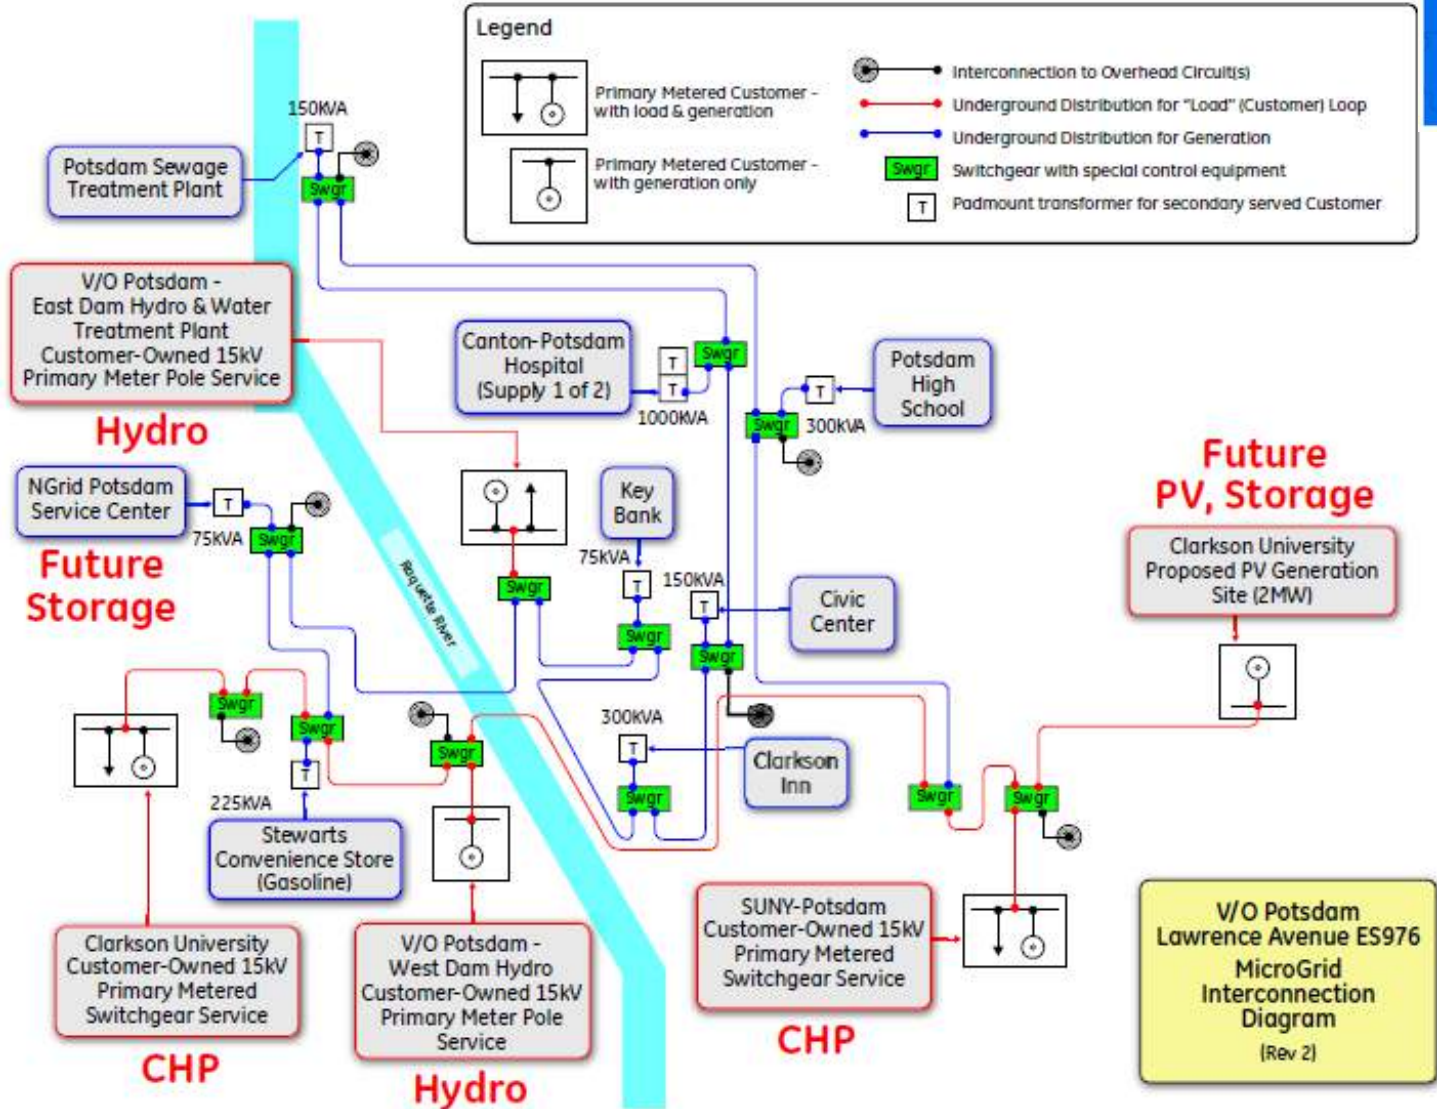 Legend
Primary Metered Customer -
with load & generation
Primary Metered Customer -
with generation only
Interconnection to Overhead Circuit(s)
Underground Distribution for "Load" (Customer) Loop
Underground Distribution for Generation
Swgr
Switchgear with special control equipment
T
Padmount transformer for secondary served Customer
150KVA
T
Potsdam Sewage
Treatment Plant
Swgr
V/O Potsdam -
East Dam Hydro & Water
Treatment Plant
Customer-Owned 15kV
Primary Meter Pole Service
Hydro
Canton-Potsdam
Hospital
(Supply 1 of 2)
T
T
1000KVA
Swgr
Potsdam
High
School
T
300KVA
Swgr
NGrid Potsdam
Service Center
T
75KVA
Swgr
Future
Storage
Key
Bank
75KVA
T
Swgr
150KVA
T
Civic
Center
Swgr
Swgr
Raquette River
Future
PV, Storage
Clarkson University
Proposed PV Generation
Site (2MW)
Swgr
Swgr
T
225KVA
Stewarts
Convenience Store
(Gasoline)
Swgr
300KVA
T
Swgr
Clarkson
Inn
Swgr
Swgr
Clarkson University
Customer-Owned 15kV
Primary Metered
Switchgear Service
CHP
V/O Potsdam -
West Dam Hydro
Customer-Owned 15kV
Primary Meter Pole
Service
Hydro
SUNY-Potsdam
Customer-Owned 15kV
Primary Metered
Switchgear Service
CHP
V/O Potsdam
Lawrence Avenue ES976
MicroGrid
Interconnection
Diagram
(Rev 2)